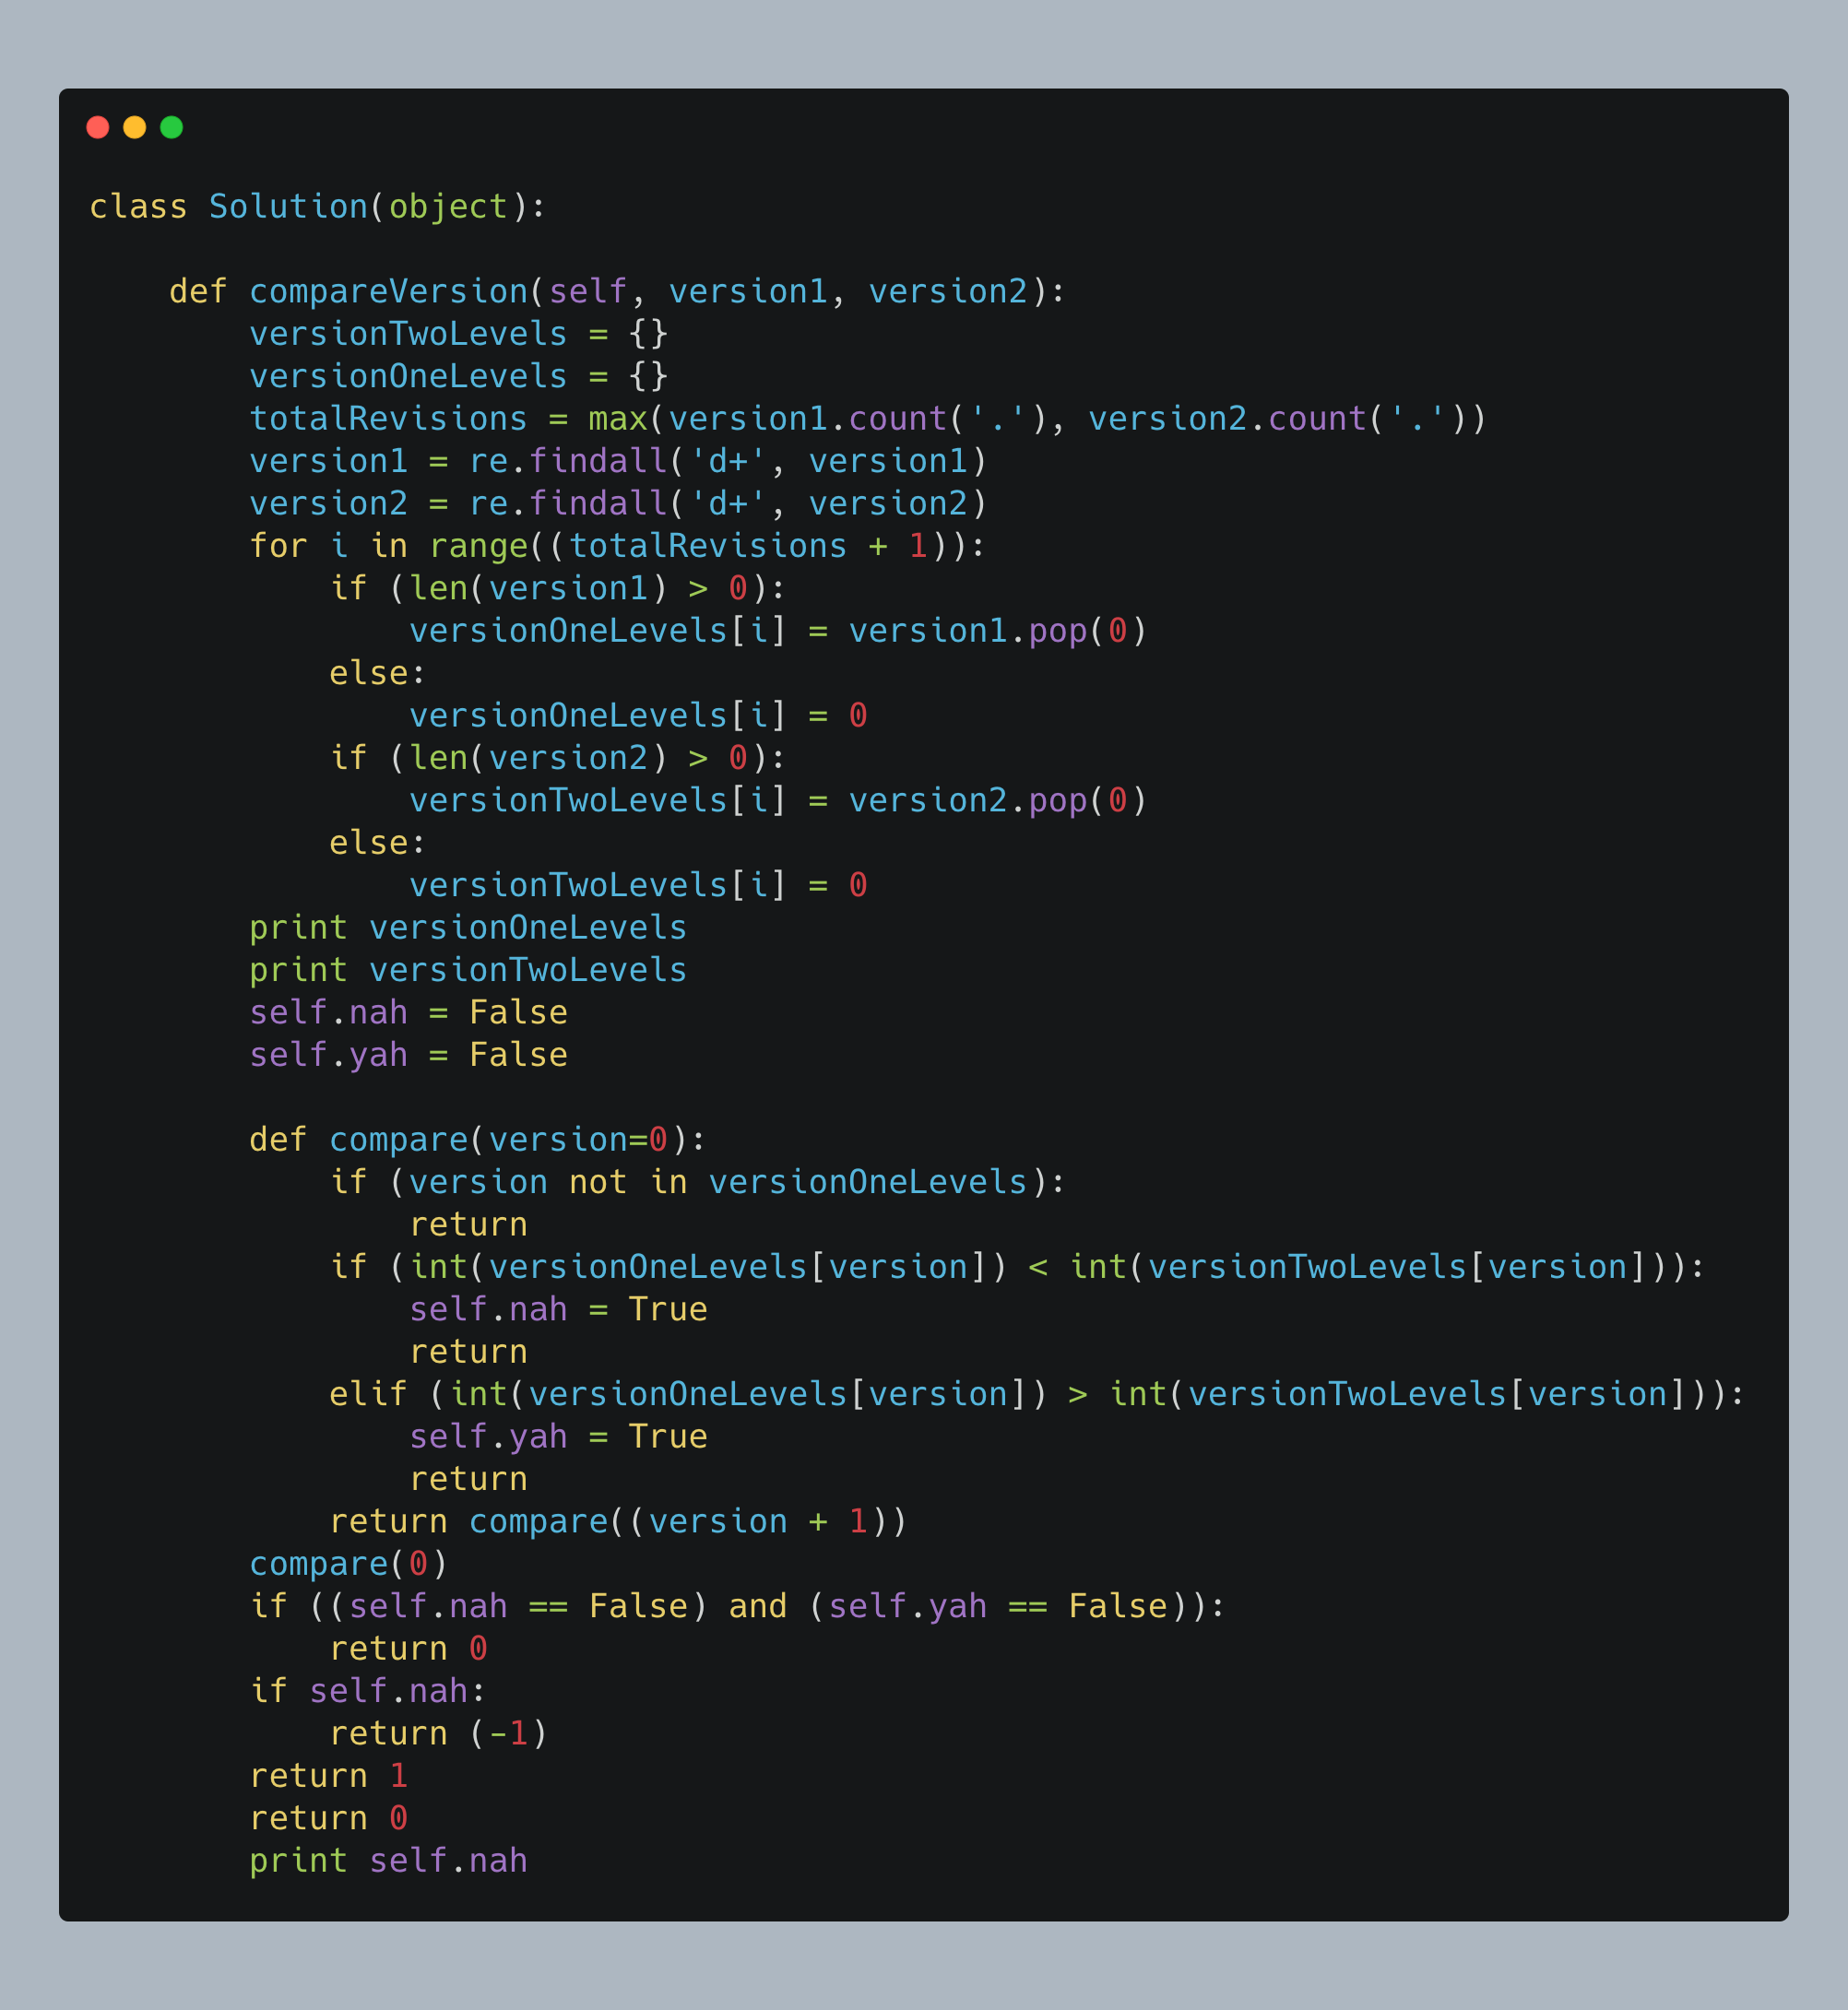 class Solution(object):

    def compareVersion(self, version1, version2):
        versionTwoLevels = {}
        versionOneLevels = {}
        totalRevisions = max(version1.count('.'), version2.count('.'))
        version1 = re.findall('d+', version1)
        version2 = re.findall('d+', version2)
        for i in range((totalRevisions + 1)):
            if (len(version1) > 0):
                versionOneLevels[i] = version1.pop(0)
            else:
                versionOneLevels[i] = 0
            if (len(version2) > 0):
                versionTwoLevels[i] = version2.pop(0)
            else:
                versionTwoLevels[i] = 0
        print versionOneLevels
        print versionTwoLevels
        self.nah = False
        self.yah = False

        def compare(version=0):
            if (version not in versionOneLevels):
                return
            if (int(versionOneLevels[version]) < int(versionTwoLevels[version])):
                self.nah = True
                return
            elif (int(versionOneLevels[version]) > int(versionTwoLevels[version])):
                self.yah = True
                return
            return compare((version + 1))
        compare(0)
        if ((self.nah == False) and (self.yah == False)):
            return 0
        if self.nah:
            return (-1)
        return 1
        return 0
        print self.nah